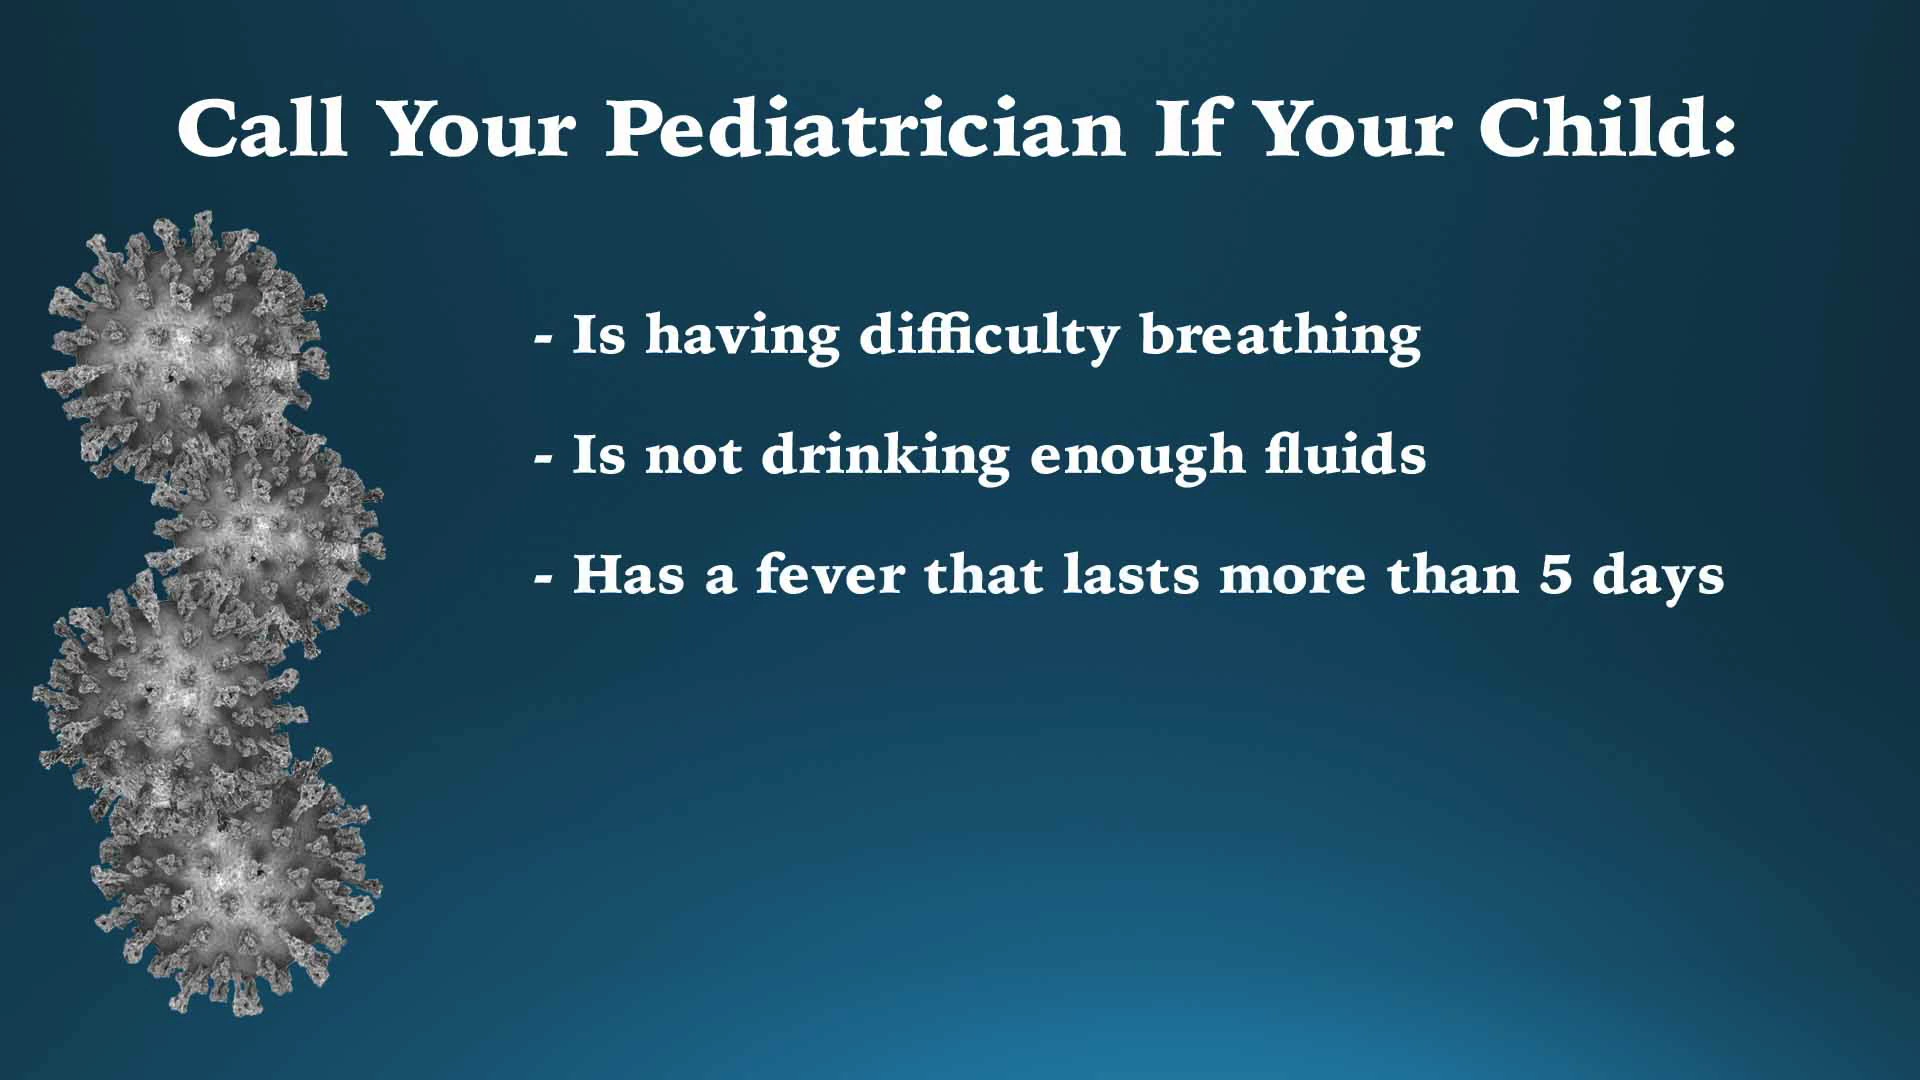 Call Your Pediatrician If Your Child:
- Is having difficulty breathing
- Is not drinking enough fluids
- Has a fever that lasts more than 5 days